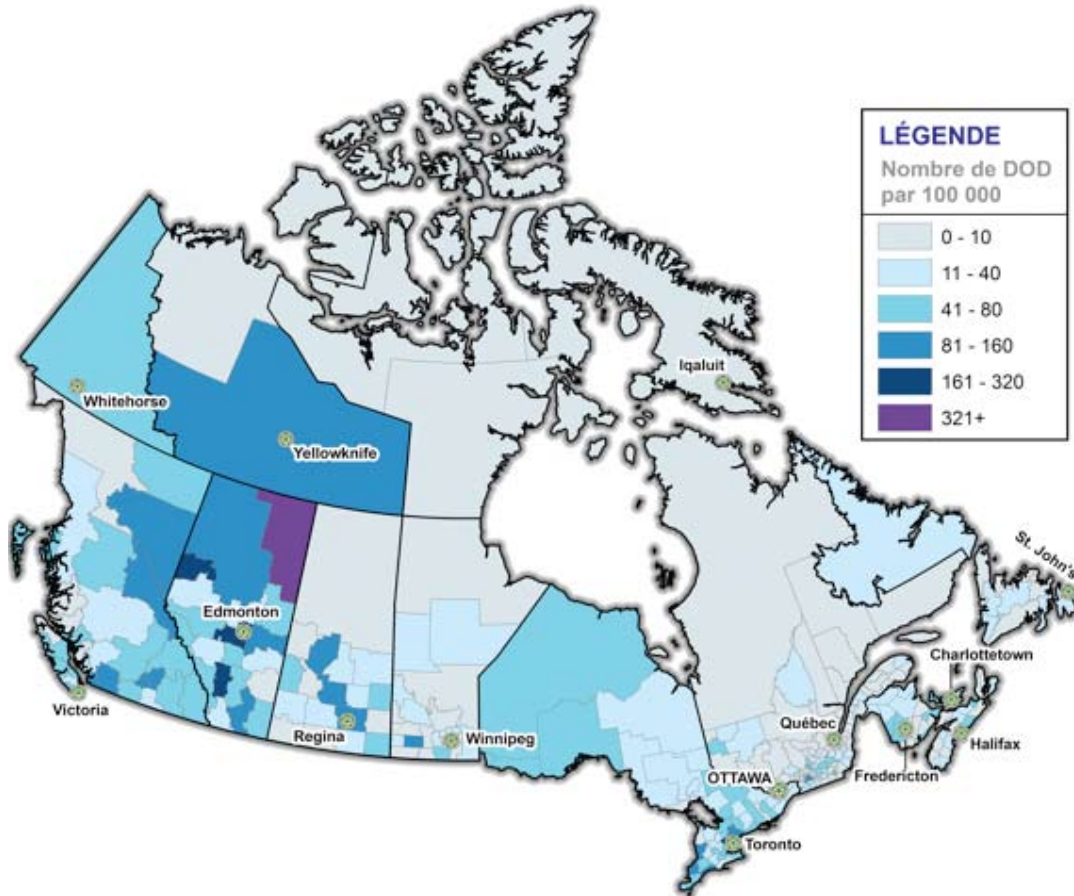 LÉGENDE
Nombre de DOD
par 100 000
0 - 10
11 - 40
41 - 80
81 - 160
161 - 320
321+
Iqaluit
Whitehorse
Yellowknife
St. John's
Edmonton
Charlottetown
Victoria
Regina
Winnipeg
Québec
Halifax
OTTAWA
Fredericton
Toronto